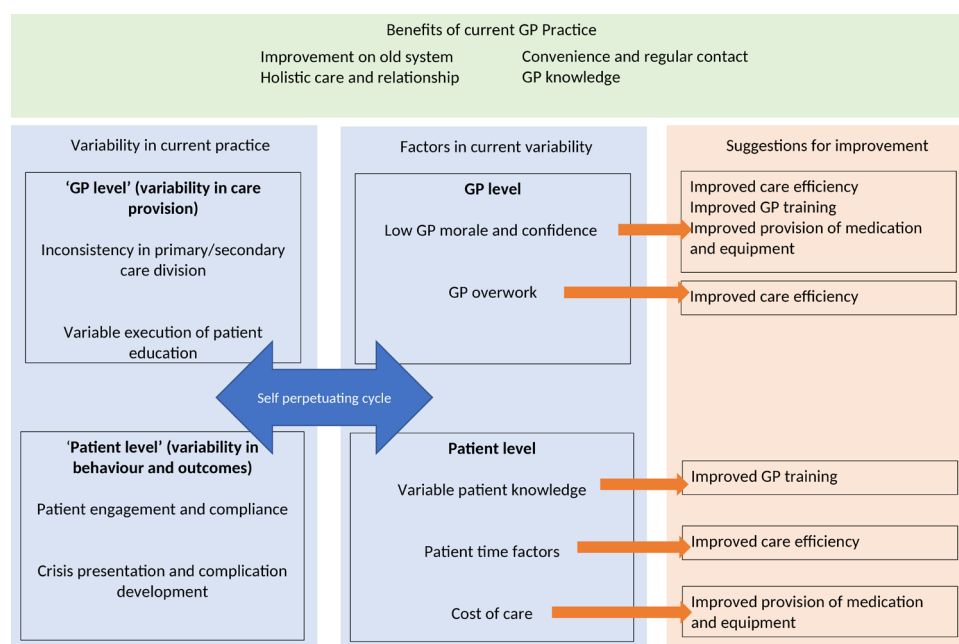 Benefits of current GP Practice
Improvement on old system
Convenience and regular contact
Holistic care and relationship
GP knowledge
Variability in current practice
‘GP level’ (variability in care
provision)
Inconsistency in primary/secondary
care division
Variable execution of patient
education
‘Patient level’ (variability in
behaviour and outcomes)
Patient engagement and compliance
Crisis presentation and complication
development
Self perpetuating cycle
Factors in current variability
GP level
Low GP morale and confidence
GP overwork
Patient level
Variable patient knowledge
Patient time factors
Cost of care
Suggestions for improvement
Improved care efficiency
Improved GP training
Improved provision of medication
and equipment
Improved care efficiency
Improved GP training
Improved care efficiency
Improved provision of medication
and equipment